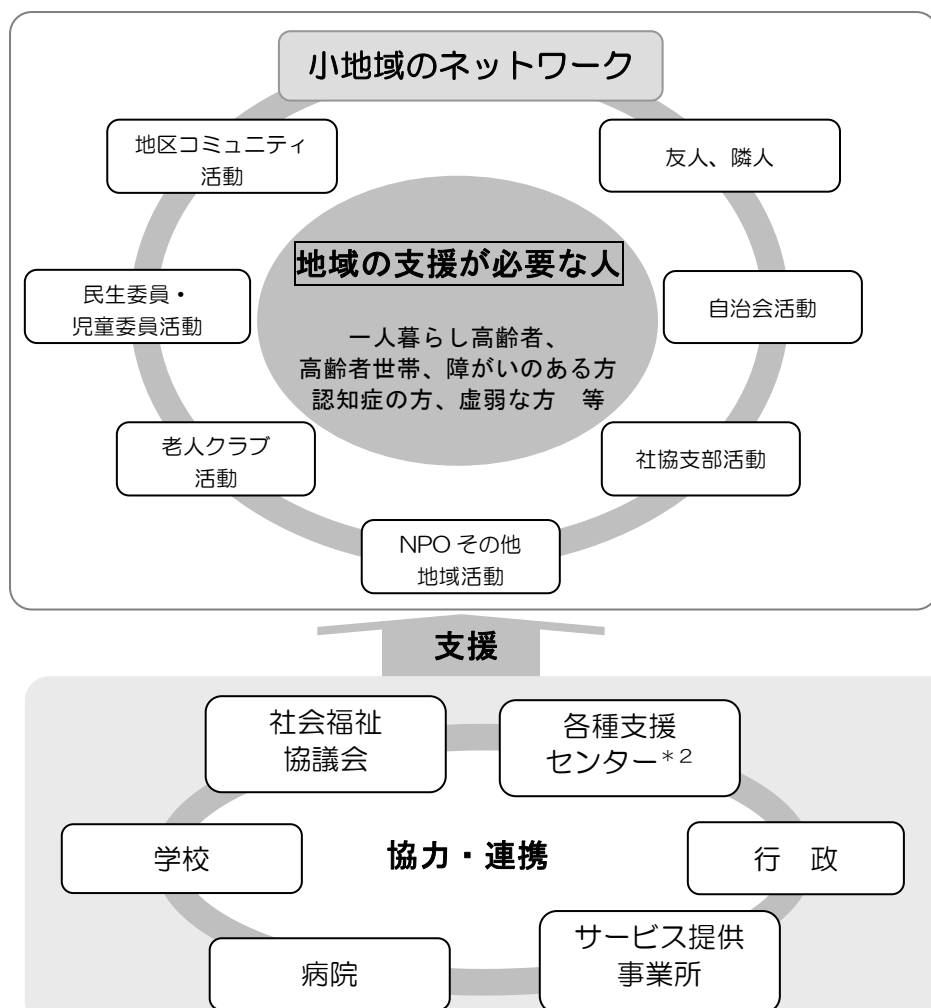 小地域のネットワーク
地区コミュニティ
活動
友人、隣人
地域の支援が必要な人
民生委員・
児童委員活動
自治会活動
一人暮らし高齢者、
高齢者世帯、障がいのある方
認知症の方、虚弱な方　等
老人クラブ
活動
社協支部活動
NPO その他
地域活動
支援
社会福祉
協議会
各種支援
センター＊２
学校
協力・連携
行　政
病院
サービス提供
事業所